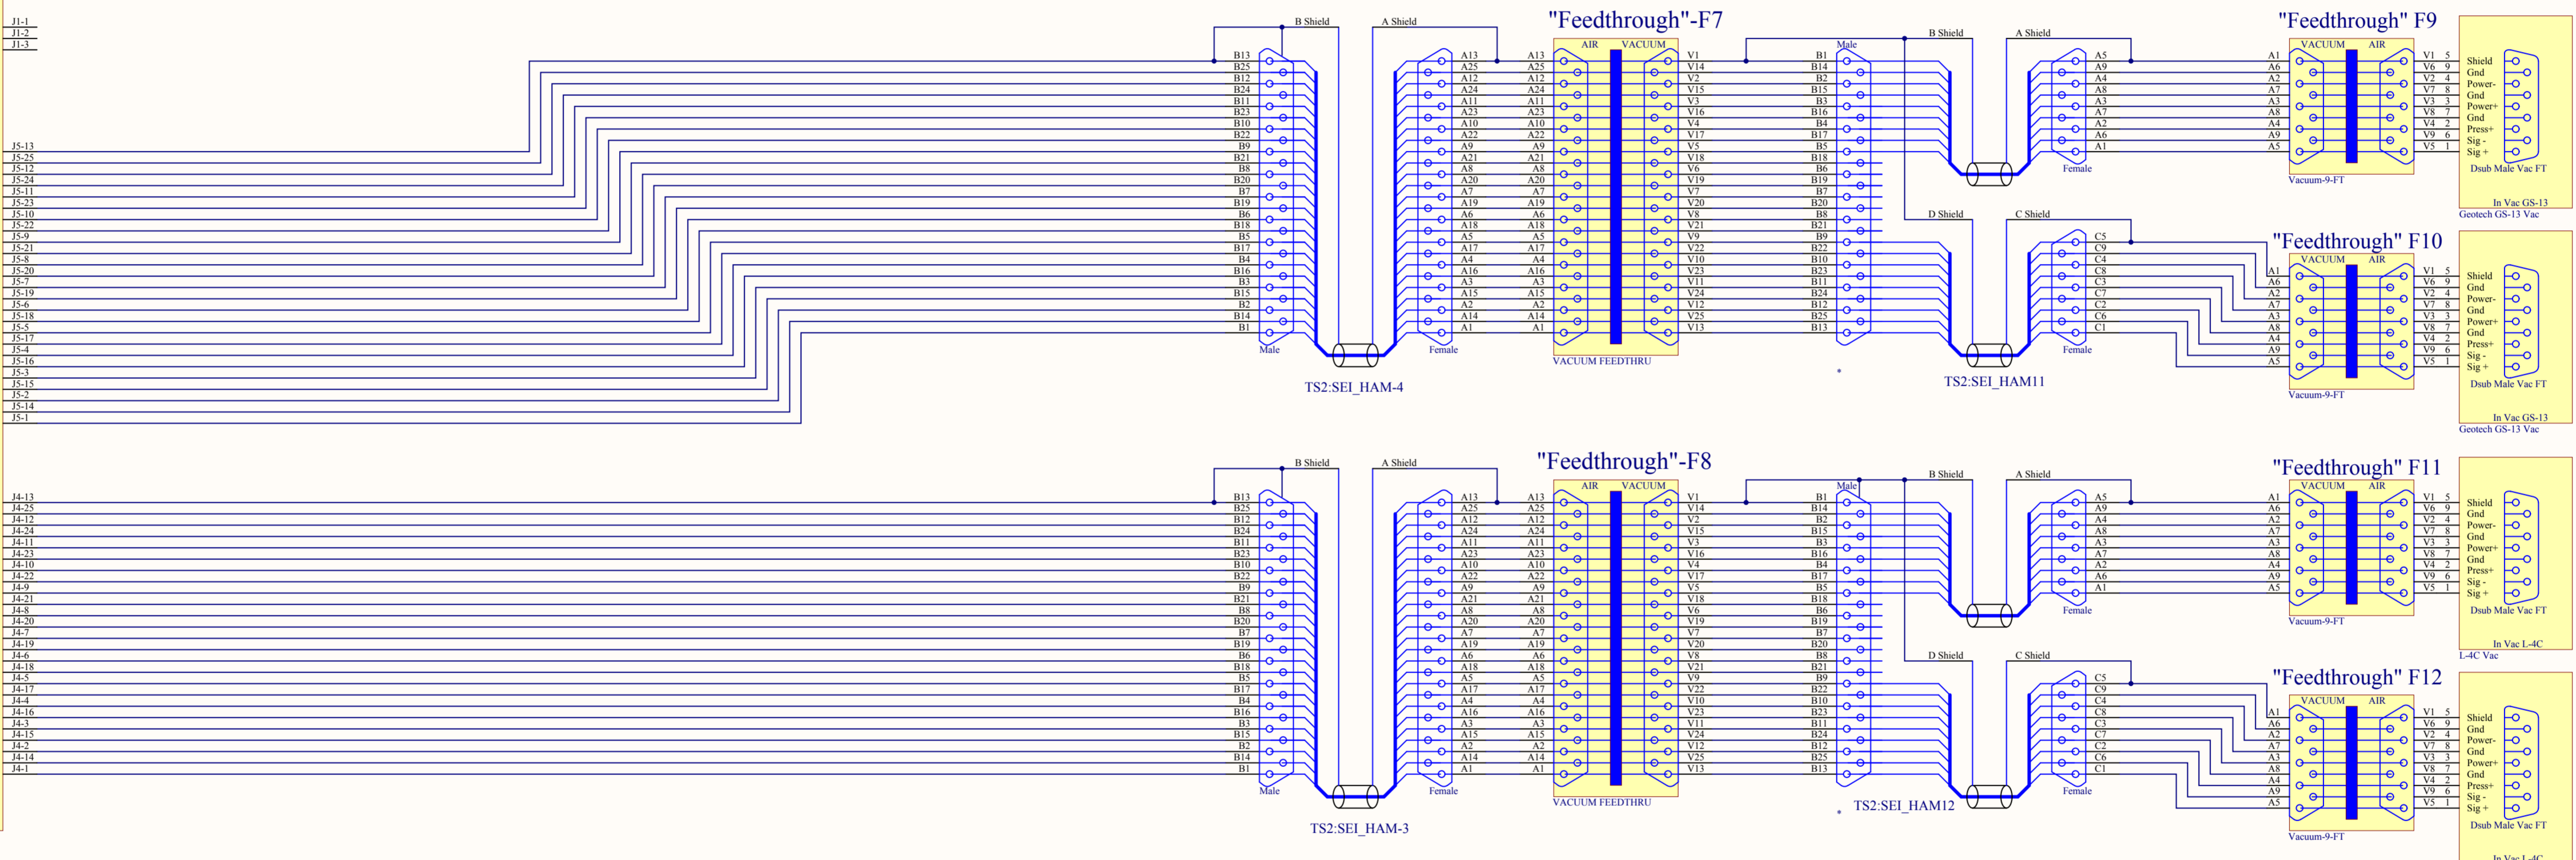 J1-1
J1-2
J1-3
J5-13
J5-25
J5-12
J5-24
J5-11
J5-23
J5-10
J5-22
J5-9
J5-21
J5-8
J5-20
J5-7
J5-19
J5-6
J5-18
J5-5
J5-17
J5-4
J5-16
J5-3
J5-15
J5-2
J5-14
J5-1
B Shield
A Shield
B13
B25
B12
B24
B11
B23
B10
B22
B9
B21
B8
B20
B7
B19
B6
B18
B5
B17
B4
B16
B3
B15
B2
B14
B1
Male
TS2:SEI_HAM-4
A13
A25
A12
A24
A11
A23
A10
A22
A9
A21
A8
A20
A7
A19
A6
A18
A5
A17
A4
A16
A3
A15
A2
A14
A1
Female
"Feedthrough"-F7
AIR VACUUM
A13
A25
A12
A24
A11
A23
A10
A22
A9
A21
A8
A20
A7
A19
A6
A18
A5
A17
A4
A16
A3
A15
A2
A14
A1
VACUUM FEEDTHRU
V1
V14
V2
V15
V3
V16
V4
V17
V5
V18
V6
V19
V7
V20
V8
V21
V9
V22
V10
V23
V11
V24
V12
V25
V13
Male
B1
B14
B2
B15
B3
B16
B4
B17
B5
B18
B6
B19
B7
B20
B8
B21
B9
B22
B10
B23
B11
B24
B12
B25
B13
*
B Shield
A Shield
D Shield
C Shield
TS2:SEI_HAM11
A5
A9
A4
A8
A3
A7
A2
A6
A1
Female
C5
C9
C4
C8
C3
C7
C2
C6
C1
Female
"Feedthrough" F9
VACUUM AIR
A1
A6
A2
A7
A3
A8
A4
A9
A5
Vacuum-9-FT
V1 5 Shield
V6 9 Gnd
V2 4 Power-
V7 8 Gnd
V3 3 Power+
V8 7 Gnd
V4 2 Press+
V9 6 Sig -
V5 1 Sig +
Dsub Male Vac FT
In Vac GS-13
Geotech GS-13 Vac
"Feedthrough" F10
VACUUM AIR
A1
A6
A2
A7
A3
A8
A4
A9
A5
Vacuum-9-FT
V1 5 Shield
V6 9 Gnd
V2 4 Power-
V7 8 Gnd
V3 3 Power+
V8 7 Gnd
V4 2 Press+
V9 6 Sig -
V5 1 Sig +
Dsub Male Vac FT
In Vac GS-13
Geotech GS-13 Vac
J4-13
J4-25
J4-12
J4-24
J4-11
J4-23
J4-10
J4-22
J4-9
J4-21
J4-8
J4-20
J4-7
J4-19
J4-6
J4-18
J4-5
J4-17
J4-4
J4-16
J4-3
J4-15
J4-2
J4-14
J4-1
B Shield
A Shield
B13
B25
B12
B24
B11
B23
B10
B22
B9
B21
B8
B20
B7
B19
B6
B18
B5
B17
B4
B16
B3
B15
B2
B14
B1
Male
TS2:SEI_HAM-3
A13
A25
A12
A24
A11
A23
A10
A22
A9
A21
A8
A20
A7
A19
A6
A18
A5
A17
A4
A16
A3
A15
A2
A14
A1
Female
"Feedthrough"-F8
AIR VACUUM
A13
A25
A12
A24
A11
A23
A10
A22
A9
A21
A8
A20
A7
A19
A6
A18
A5
A17
A4
A16
A3
A15
A2
A14
A1
VACUUM FEEDTHRU
V1
V14
V2
V15
V3
V16
V4
V17
V5
V18
V6
V19
V7
V20
V8
V21
V9
V22
V10
V23
V11
V24
V12
V25
V13
Male
B1
B14
B2
B15
B3
B16
B4
B17
B5
B18
B6
B19
B7
B20
B8
B21
B9
B22
B10
B23
B11
B24
B12
B25
B13
*
B Shield
A Shield
D Shield
C Shield
TS2:SEI_HAM12
A5
A9
A4
A8
A3
A7
A2
A6
A1
Female
C5
C9
C4
C8
C3
C7
C2
C6
C1
Female
"Feedthrough" F11
VACUUM AIR
A1
A6
A2
A7
A3
A8
A4
A9
A5
Vacuum-9-FT
V1 5 Shield
V6 9 Gnd
V2 4 Power-
V7 8 Gnd
V3 3 Power+
V8 7 Gnd
V4 2 Press+
V9 6 Sig -
V5 1 Sig +
Dsub Male Vac FT
In Vac L-4C
L-4C Vac
"Feedthrough" F12
VACUUM AIR
A1
A6
A2
A7
A3
A8
A4
A9
A5
Vacuum-9-FT
V1 5 Shield
V6 9 Gnd
V2 4 Power-
V7 8 Gnd
V3 3 Power+
V8 7 Gnd
V4 2 Press+
V9 6 Sig -
V5 1 Sig +
Dsub Male Vac FT
In Vac L-4C